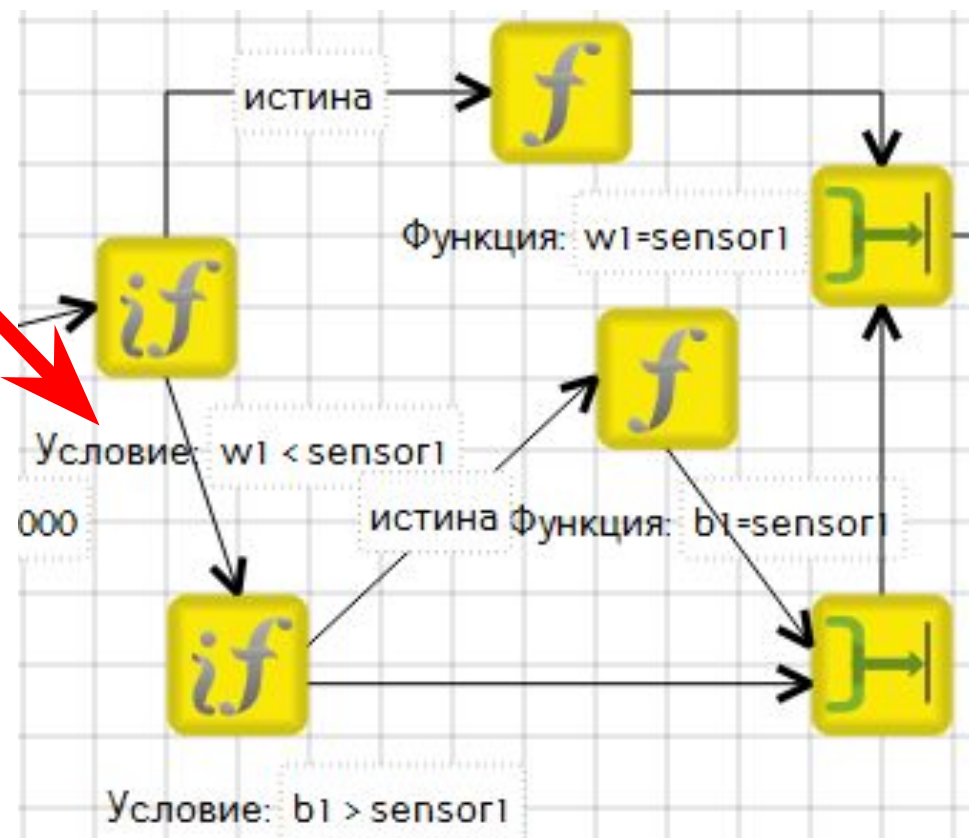 истина
Функция: w1=sensor1
Условие: w1 < sensor1
000
истина
Функция: b1=sensor1
Условие: b1 > sensor1